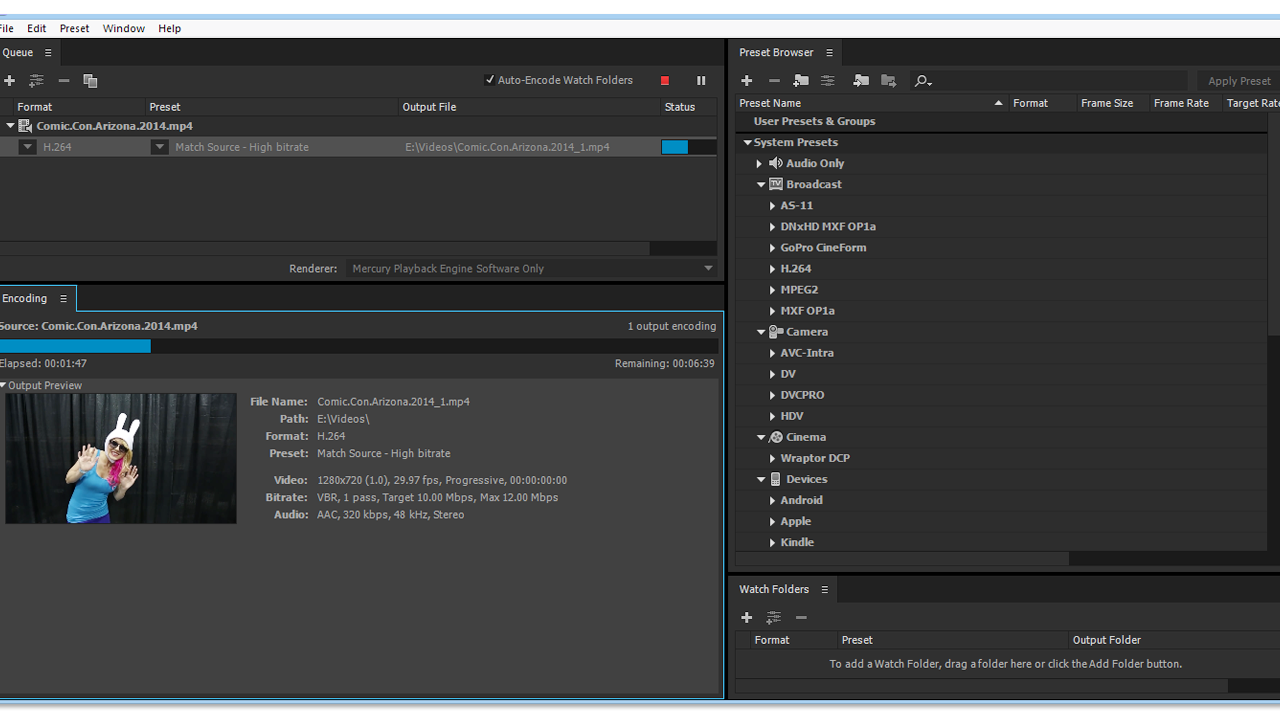 File Edit Preset Window Help
Queue
Auto-Encode Watch Folders
Format Preset Output File Status
Comic.Con.Arizona.2014.mp4
H.264 Match Source - High bitrate E:\Videos\Comic.Con.Arizona.2014_1.mp4
Renderer: Mercury Playback Engine Software Only
Encoding
Source: Comic.Con.Arizona.2014.mp4 1 output encoding
Elapsed: 00:01:47 Remaining: 00:06:39
Output Preview
File Name: Comic.Con.Arizona.2014_1.mp4
Path: E:\Videos\
Format: H.264
Preset: Match Source - High bitrate
Video: 1280x720 (1.0), 29.97 fps, Progressive, 00:00:00:00
Bitrate: VBR, 1 pass, Target 10.00 Mbps, Max 12.00 Mbps
Audio: AAC, 320 kbps, 48 kHz, Stereo
Preset Browser
Apply Preset
Preset Name Format Frame Size Frame Rate Target Rate
User Presets & Groups
System Presets
Audio Only
TV Broadcast
AS-11
DNxHD MXF OP1a
GoPro CineForm
H.264
MPEG2
MXF OP1a
Camera
AVC-Intra
DV
DVCPRO
HDV
Cinema
Wraptor DCP
Devices
Android
Apple
Kindle
Watch Folders
Format Preset Output Folder
To add a Watch Folder, drag a folder here or click the Add Folder button.